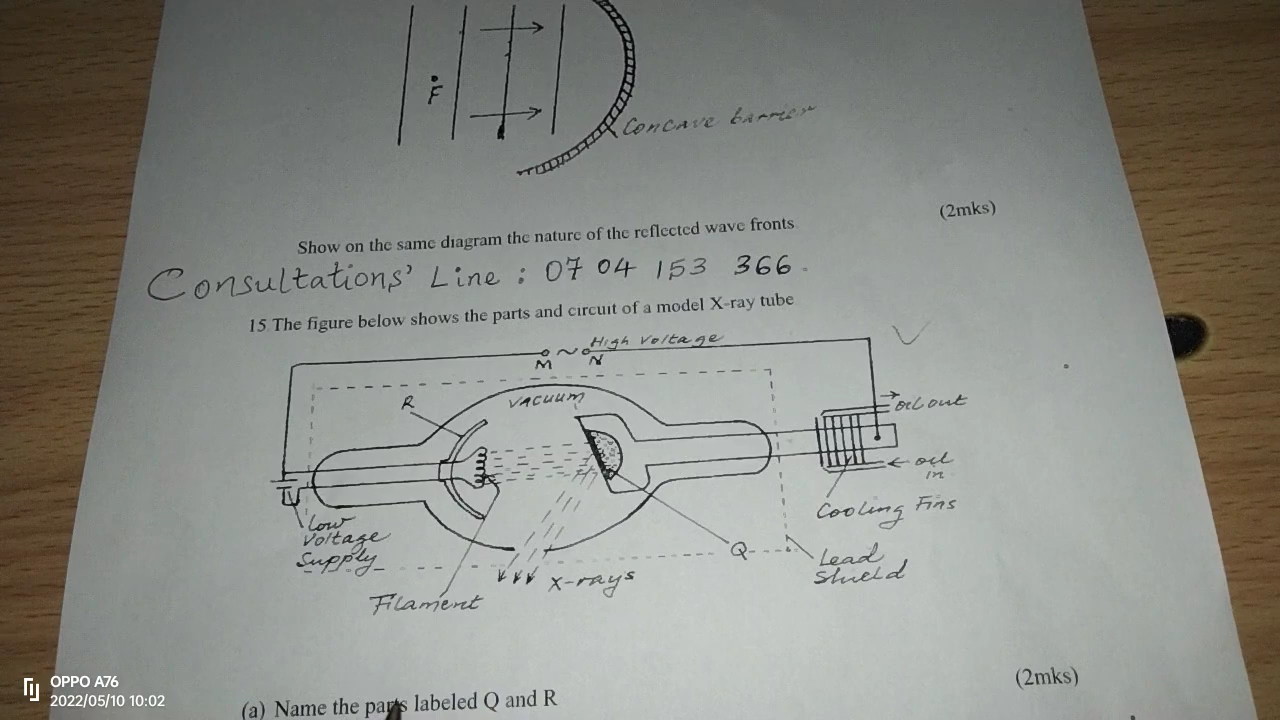 F
Concave barrier
(2mks)
Show on the same diagram the nature of the reflected wave fronts
Consultations' Line : 07 04 153 366.
15 The figure below shows the parts and circuit of a model X-ray tube
High Voltage
M ~ N
R
VACUUM
oil out
oil in
Cooling Fins
Low Voltage Supply
Q
Lead Shield
X-rays
Filament
(2mks)
(a) Name the parts labeled Q and R
OPPO A76
2022/05/10 10:02